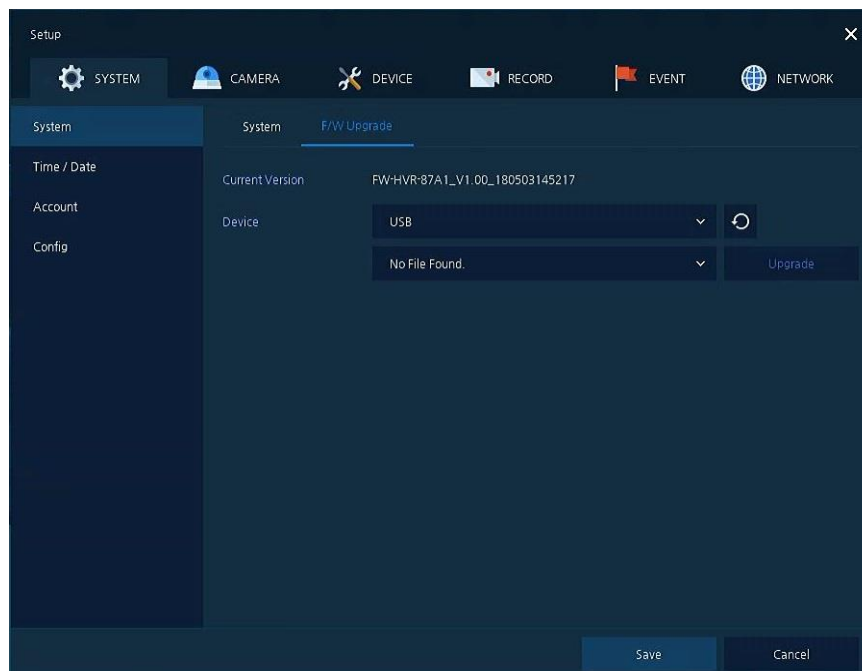 Setup
SYSTEM CAMERA DEVICE RECORD EVENT NETWORK
System
Time / Date
Account
Config
System F/W Upgrade
Current Version FW-HVR-87A1_V1.00_180503145217
Device USB
No File Found. Upgrade
Save Cancel